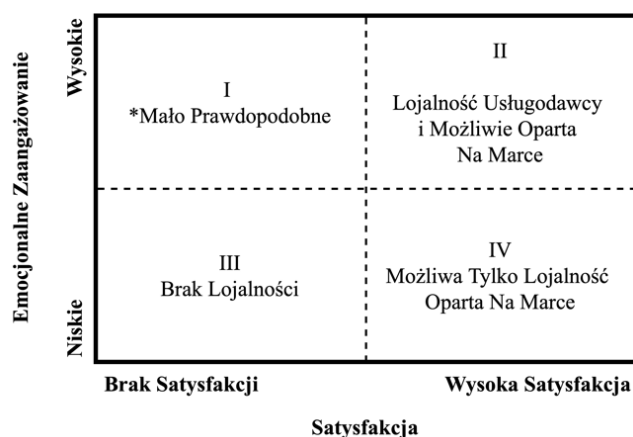 Emocjonalne Zaangażowanie
Wysokie
Niskie
I
*Mało Prawdopodobne
II
Lojalność Usługodawcy
i Możliwie Oparta
Na Marce
III
Brak Lojalności
IV
Możliwa Tylko Lojalność
Oparta Na Marce
Brak Satysfakcji
Wysoka Satysfakcja
Satysfakcja